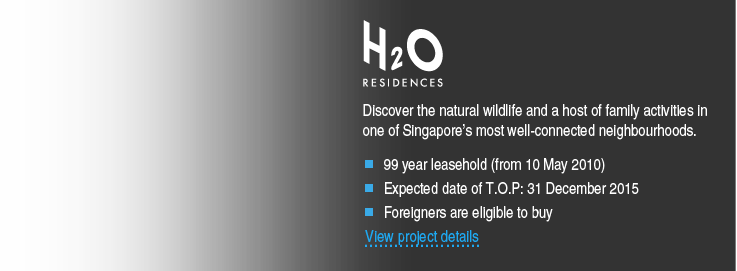 H2O
RESIDENCES
Discover the natural wildlife and a host of family activities in
one of Singapore's most well-connected neighbourhoods.
99 year leasehold (from 10 May 2010)
Expected date of T.O.P: 31 December 2015
Foreigners are eligible to buy
View project details